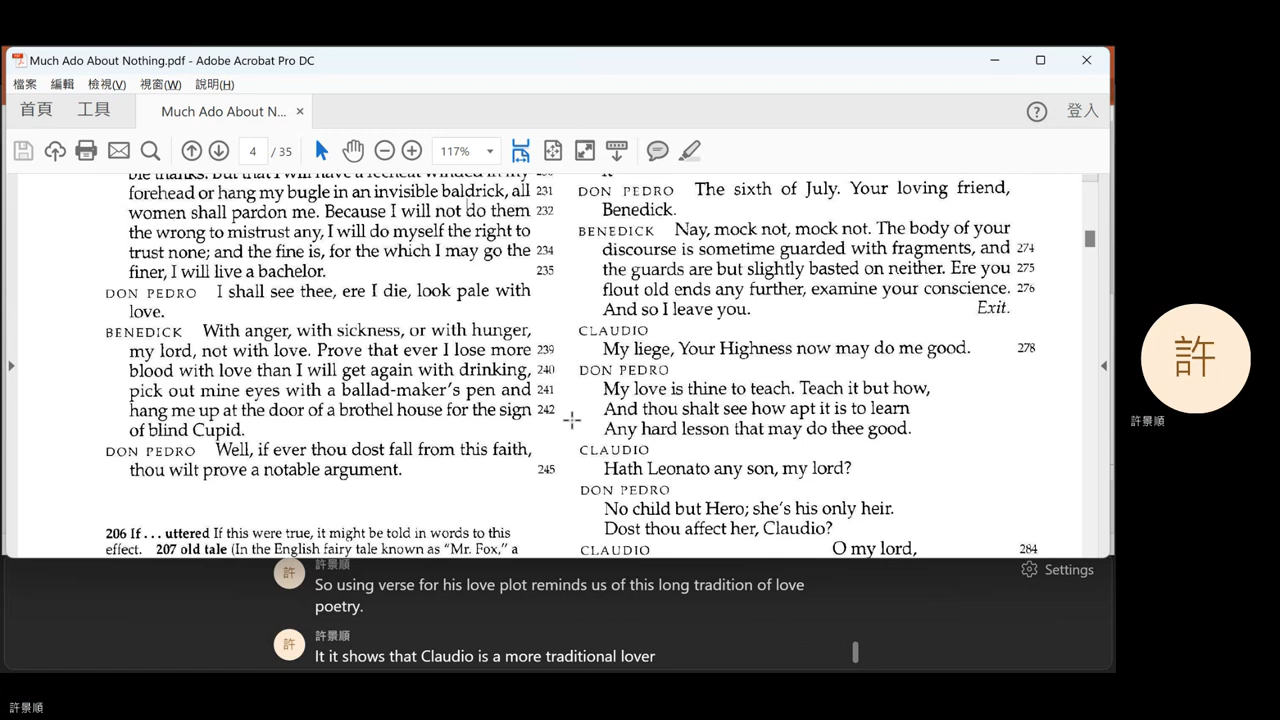 Much Ado About Nothing.pdf - Adobe Acrobat Pro DC
檔案 編輯 檢視(V) 視窗(W) 說明(H)
首頁 工具 Much Ado About N... × ? 登入
4 / 35 117%
ble thanks. But that I will have a recheat winded in my 230
forehead or hang my bugle in an invisible baldrick, all 231
women shall pardon me. Because I will not do them 232
the wrong to mistrust any, I will do myself the right to
trust none; and the fine is, for the which I may go the 234
finer, I will live a bachelor. 235
DON PEDRO I shall see thee, ere I die, look pale with
love.
BENEDICK With anger, with sickness, or with hunger,
my lord, not with love. Prove that ever I lose more 239
blood with love than I will get again with drinking, 240
pick out mine eyes with a ballad-maker's pen and 241
hang me up at the door of a brothel house for the sign 242
of blind Cupid.
DON PEDRO Well, if ever thou dost fall from this faith,
thou wilt prove a notable argument. 245
206 If . . . uttered If this were true, it might be told in words to this
effect. 207 old tale (In the English fairy tale known as “Mr. Fox,” a
it
DON PEDRO The sixth of July. Your loving friend,
Benedick.
BENEDICK Nay, mock not, mock not. The body of your
discourse is sometime guarded with fragments, and 274
the guards are but slightly basted on neither. Ere you 275
flout old ends any further, examine your conscience. 276
And so I leave you. Exit.
CLAUDIO
My liege, Your Highness now may do me good. 278
DON PEDRO
My love is thine to teach. Teach it but how,
And thou shalt see how apt it is to learn
Any hard lesson that may do thee good.
CLAUDIO
Hath Leonato any son, my lord?
DON PEDRO
No child but Hero; she's his only heir.
Dost thou affect her, Claudio?
CLAUDIO O my lord, 284
許
許景順
許 許景順
So using verse for his love plot reminds us of this long tradition of love
poetry.
許 許景順
It it shows that Claudio is a more traditional lover
Settings
許景順